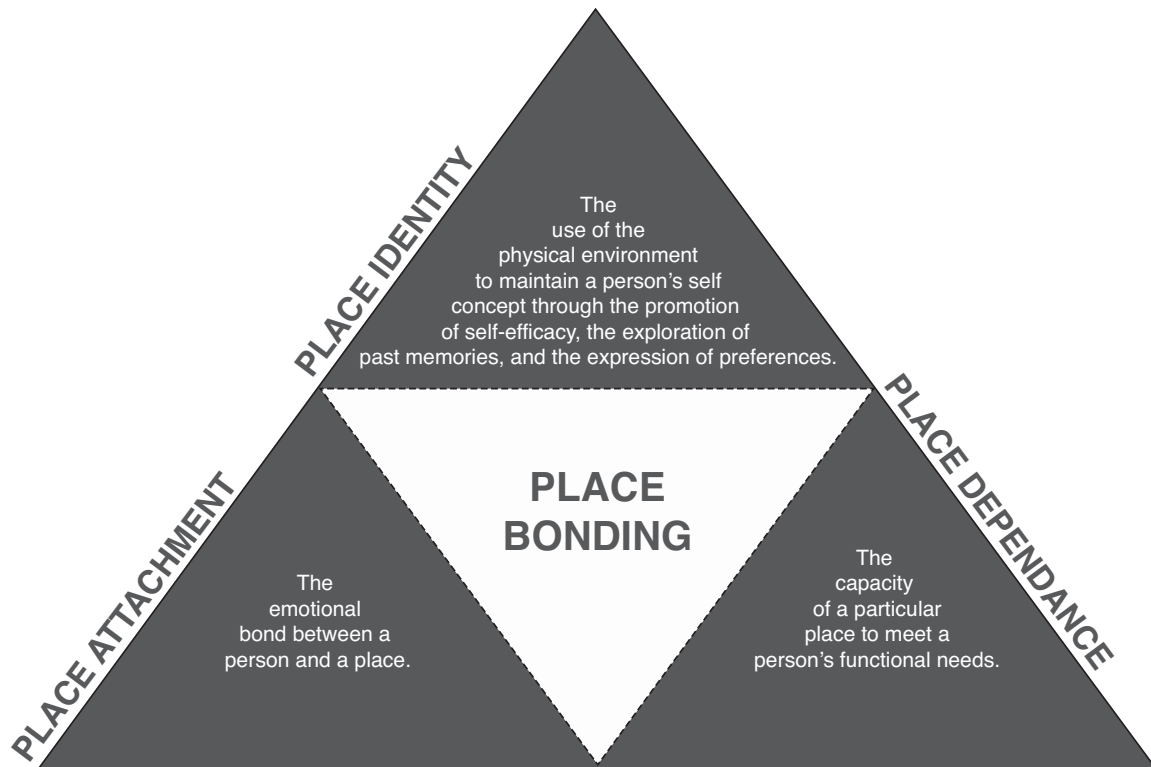 PLACE IDENTITY
The
use of the
physical environment
to maintain a person’s self
concept through the promotion
of self-efficacy, the exploration of
past memories, and the expression of preferences.
PLACE BONDING
PLACE ATTACHMENT
The
emotional
bond between a
person and a place.
PLACE DEPENDANCE
The
capacity
of a particular
place to meet a
person’s functional needs.